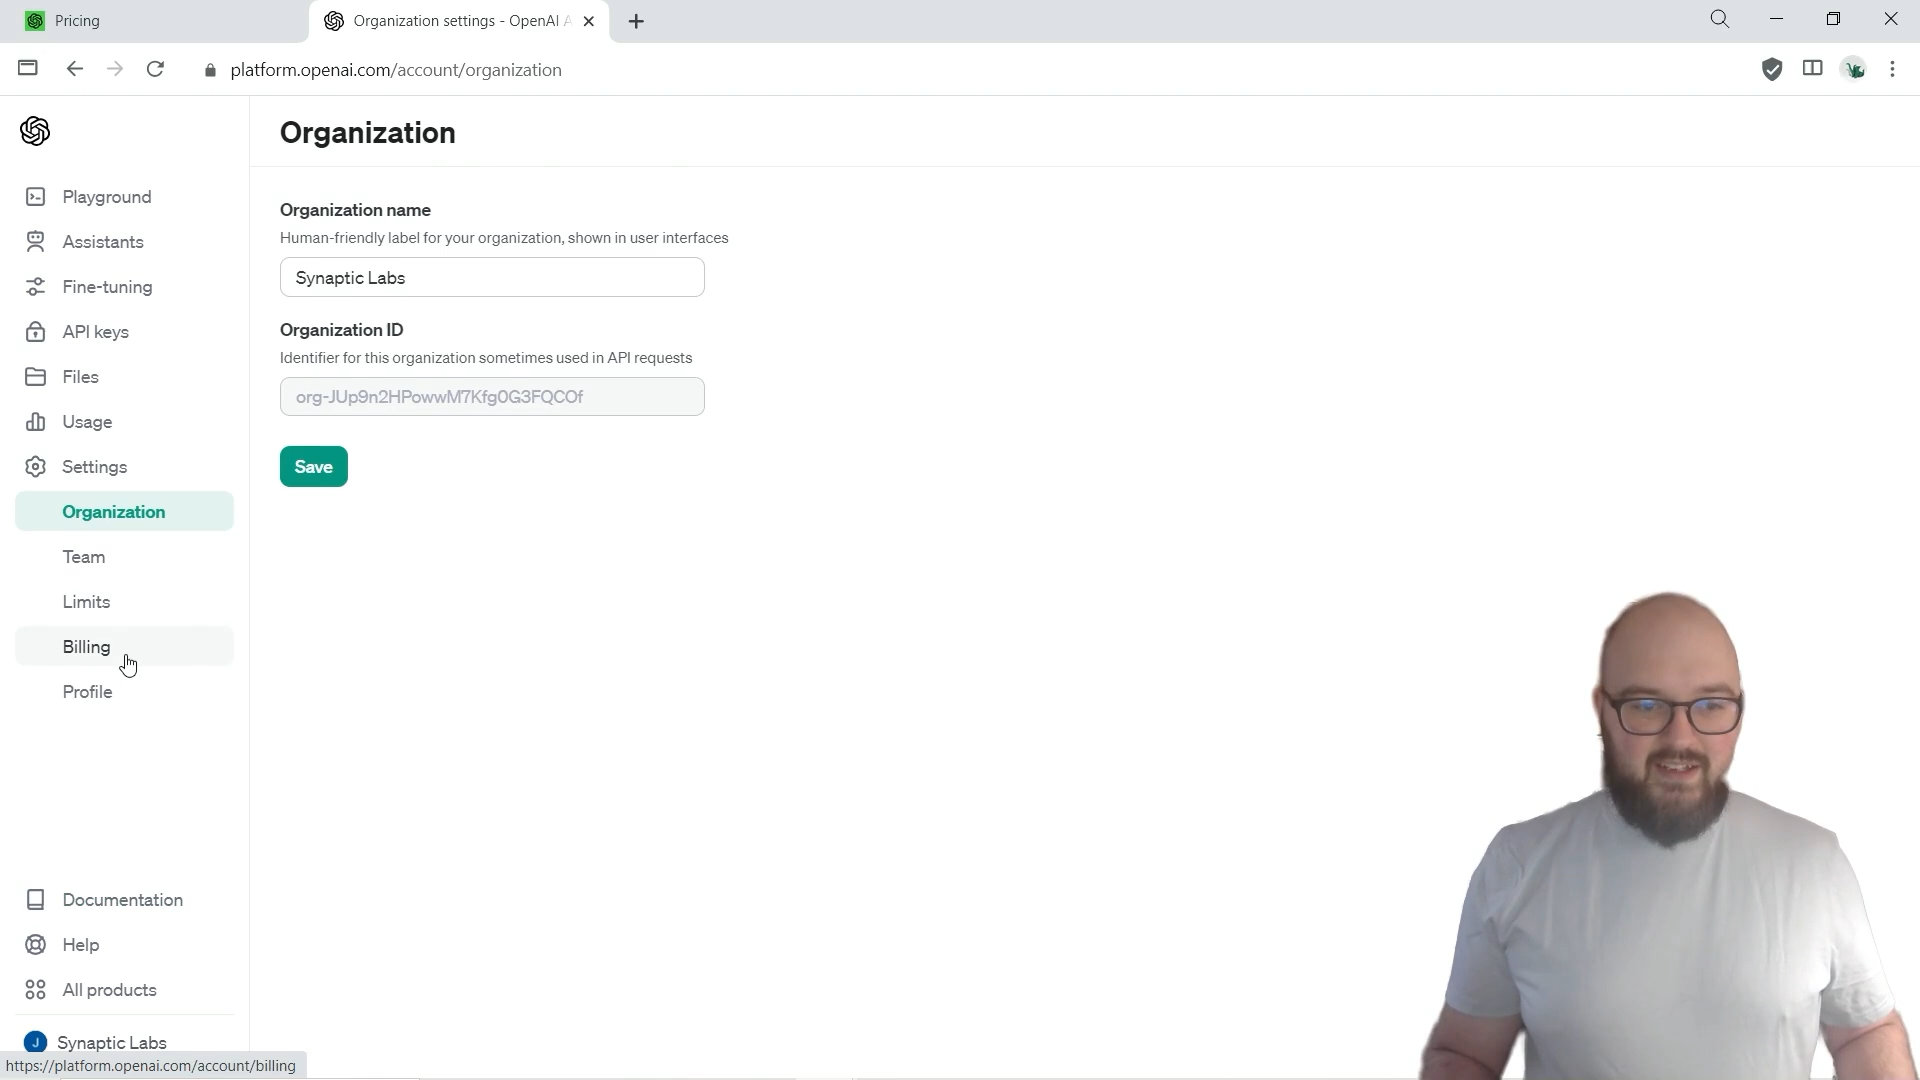 Pricing
Organization settings - OpenAI A
platform.openai.com/account/organization
Organization
Playground
Assistants
Fine-tuning
API keys
Files
Usage
Settings
Organization
Team
Limits
Billing
Profile
Organization name
Human-friendly label for your organization, shown in user interfaces
Synaptic Labs
Organization ID
Identifier for this organization sometimes used in API requests
org-JUp9n2HPowwM7Kfg0G3FQCOf
Save
Documentation
Help
All products
J Synaptic Labs
https://platform.openai.com/account/billing